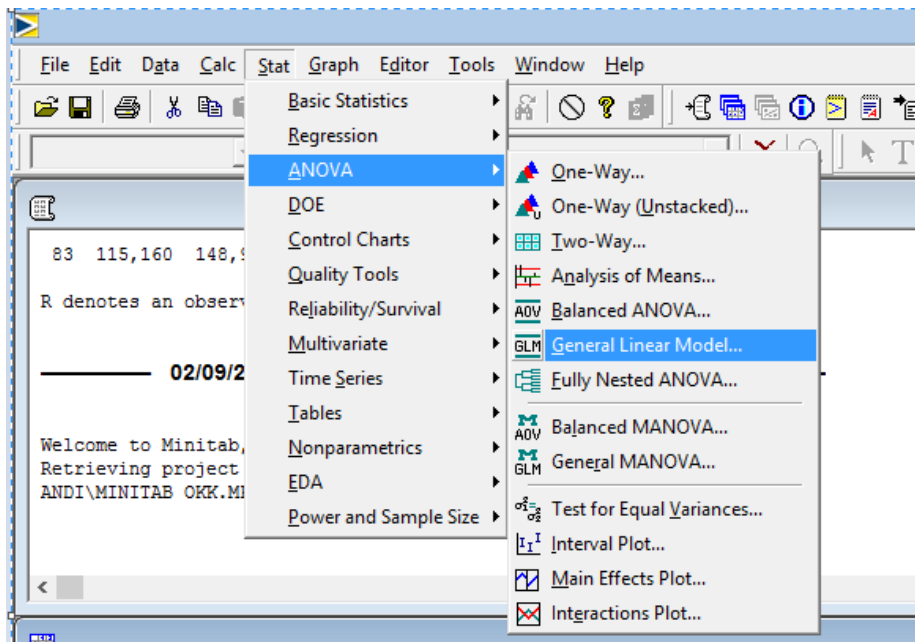 File Edit Data Calc Stat Graph Editor Tools Window Help
Basic Statistics
Regression
ANOVA
DOE
Control Charts
Quality Tools
Reliability/Survival
Multivariate
Time Series
Tables
Nonparametrics
EDA
Power and Sample Size
One-Way...
One-Way (Unstacked)...
Two-Way...
Analysis of Means...
AOV Balanced ANOVA...
GLM General Linear Model...
Fully Nested ANOVA...
M AOV Balanced MANOVA...
M GLM General MANOVA...
Test for Equal Variances...
Interval Plot...
Main Effects Plot...
Interactions Plot...
83 115,160 148,9
R denotes an observ
02/09/2
Welcome to Minitab,
Retrieving project
ANDI\MINITAB OKK.M